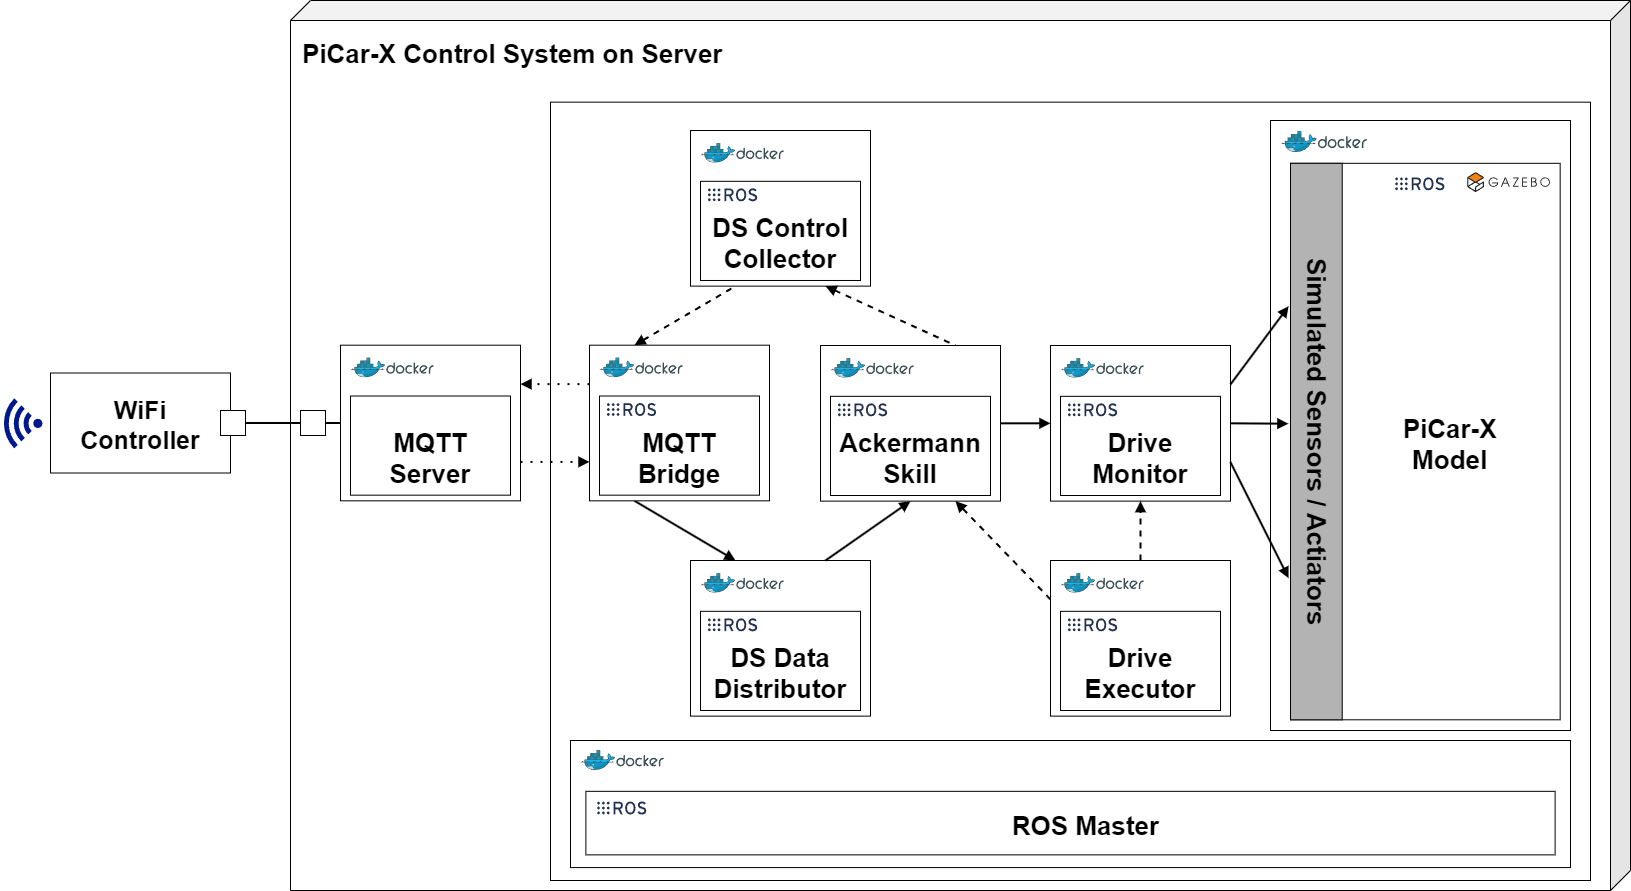 PiCar-X Control System on Server
docker
ROS
DS Control
Collector
docker
ROS
GAZEBO
Simulated Sensors / Actiators
PiCar-X
Model
WiFi
Controller
docker
MQTT
Server
docker
ROS
MQTT
Bridge
docker
ROS
Ackermann
Skill
docker
ROS
Drive
Monitor
docker
ROS
DS Data
Distributor
docker
ROS
Drive
Executor
docker
ROS
ROS Master